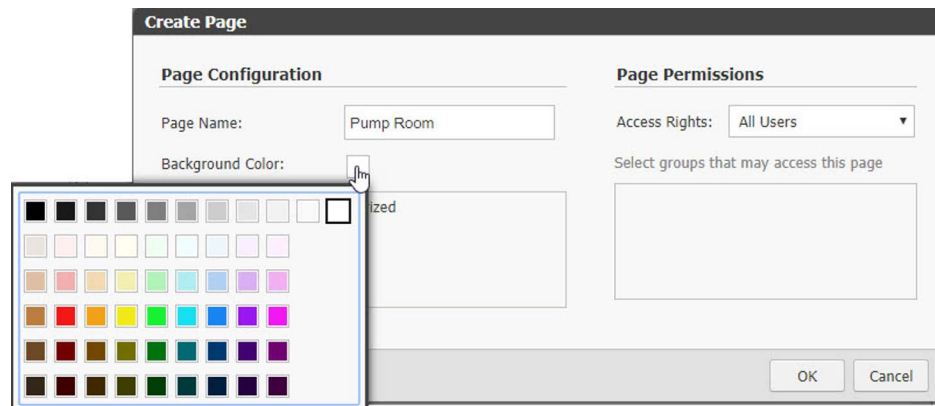 Create Page
Page Configuration
Page Name: Pump Room
Background Color:
rized
Page Permissions
Access Rights: All Users
Select groups that may access this page
OK Cancel